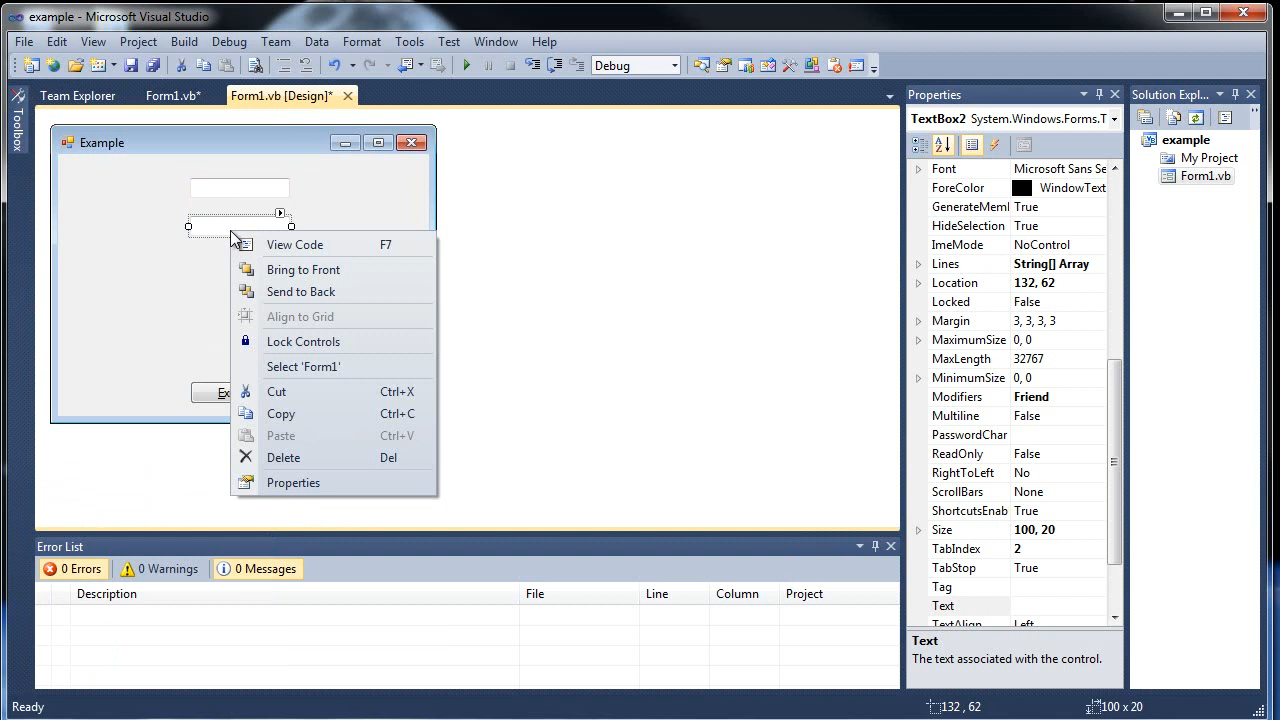 example - Microsoft Visual Studio
File Edit View Project Build Debug Team Data Format Tools Test Window Help
Debug
Toolbox
Team Explorer Form1.vb* Form1.vb [Design]*
Example
View Code F7
Bring to Front
Send to Back
Align to Grid
Lock Controls
Select 'Form1'
Cut Ctrl+X
Copy Ctrl+C
Paste Ctrl+V
Delete Del
Properties
Error List
0 Errors 0 Warnings 0 Messages
Description File Line Column Project
Properties
TextBox2 System.Windows.Forms.T
Font Microsoft Sans Se
ForeColor WindowText
GenerateMeml True
HideSelection True
ImeMode NoControl
Lines String[] Array
Location 132, 62
Locked False
Margin 3, 3, 3, 3
MaximumSize 0, 0
MaxLength 32767
MinimumSize 0, 0
Modifiers Friend
Multiline False
PasswordChar
ReadOnly False
RightToLeft No
ScrollBars None
ShortcutsEnab True
Size 100, 20
TabIndex 2
TabStop True
Tag
Text
TextAlign Left
Text
The text associated with the control.
Solution Expl...
example
My Project
Form1.vb
Ready 132 , 62 100 x 20